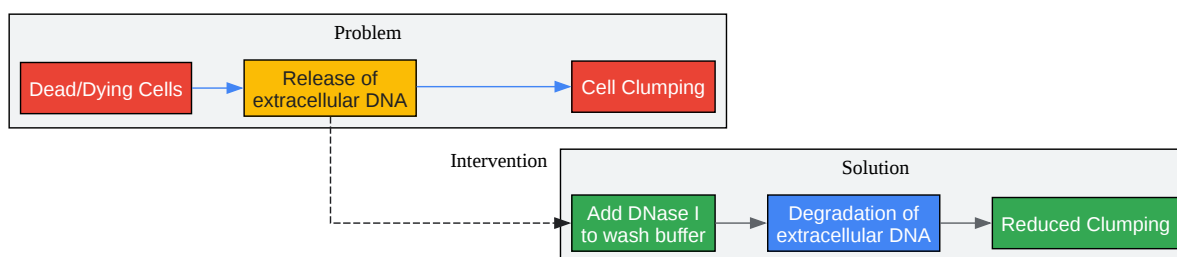 Problem
Dead/Dying Cells
Release of
extracellular DNA
Cell Clumping
Intervention
Solution
Add DNase I
to wash buffer
Degradation of
extracellular DNA
Reduced Clumping